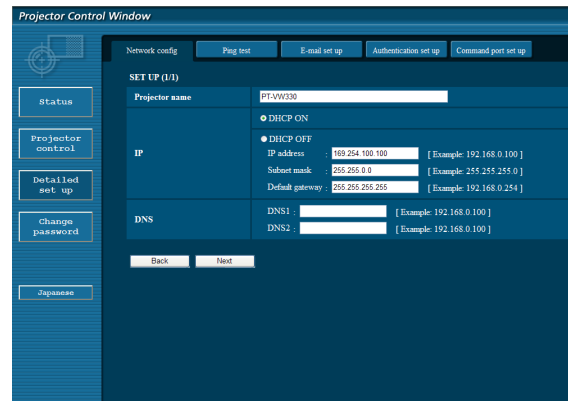 Projector Control Window
Network config Ping test E-mail set up Authentication set up Command port set up
SET UP (1/1)
Projector name PT-VW330
IP
DHCP ON
DHCP OFF
IP address : 169.254.100.100 [ Example: 192.168.0.100 ]
Subnet mask : 255.255.0.0 [ Example: 255.255.255.0 ]
Default gateway : 255.255.255.255 [ Example: 192.168.0.254 ]
DNS
DNS1 : [ Example: 192.168.0.100 ]
DNS2 : [ Example: 192.168.0.100 ]
Back Next
Status
Projector
control
Detailed
set up
Change
password
Japanese